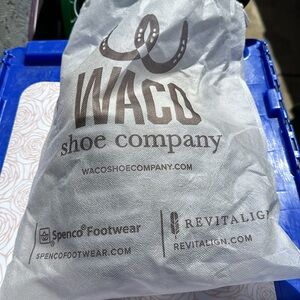 WACO
shoe company
WACOSHOECOMPANY.COM
Spenco® Footwear
SPENCOFOOTWEAR.COM
REVITALIGN
REVITALIGN.COM